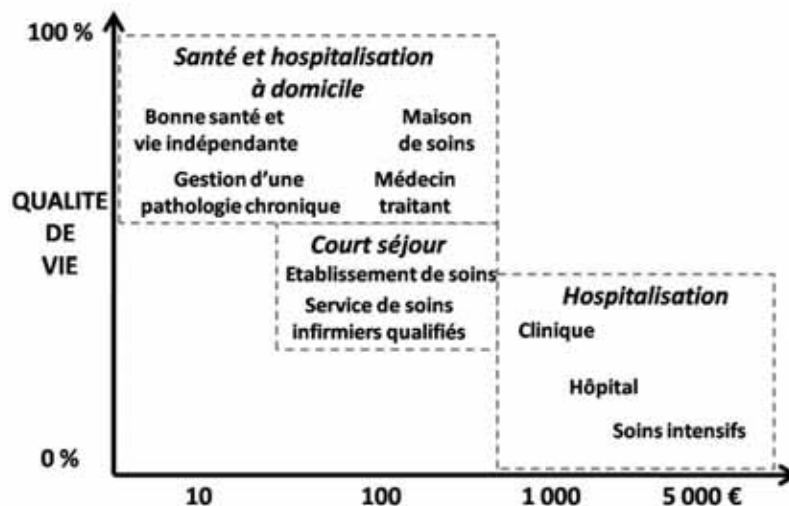 100 %
Santé et hospitalisation
à domicile
Bonne santé et
vie indépendante
Maison
de soins
Gestion d'une
pathologie chronique
Médecin
traitant
QUALITE
DE
VIE
Court séjour
Etablissement de soins
Service de soins
infirmiers qualifiés
Hospitalisation
Clinique
Hôpital
Soins intensifs
0 %
10 100 1 000 5 000 €